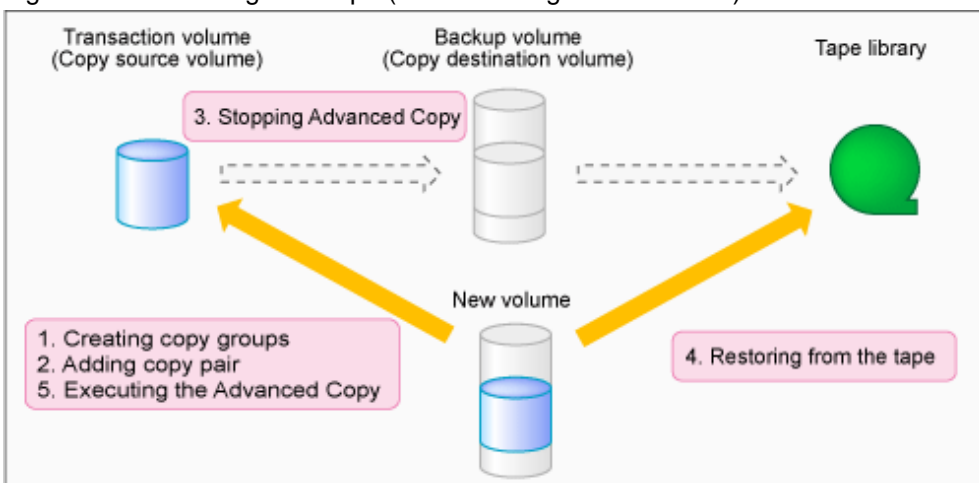 Transaction volume
(Copy source volume)
Backup volume
(Copy destination volume)
Tape library
3. Stopping Advanced Copy
New volume
1. Creating copy groups
2. Adding copy pair
5. Executing the Advanced Copy
4. Restoring from the tape